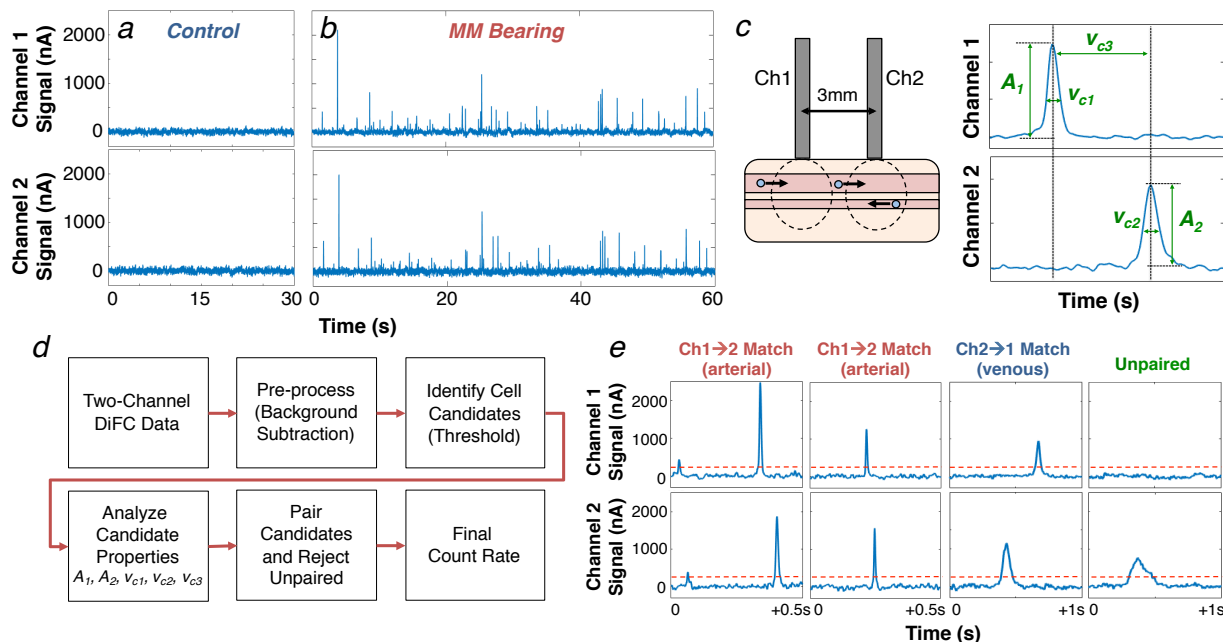 a
Control
b
MM Bearing
Channel 1
Signal (nA)
2000
1000
0
Channel 2
Signal (nA)
2000
1000
0
0
15
30
0
20
40
60
Time (s)
c
Ch1
Ch2
3mm
Channel 1
A1
vc1
vc3
Channel 2
vc2
A2
Time (s)
d
Two-Channel
DiFC Data
Pre-process
(Background
Subtraction)
Identify Cell
Candidates
(Threshold)
Analyze
Candidate
Properties
A1, A2, vc1, vc2, vc3
Pair
Candidates
and Reject
Unpaired
Final
Count Rate
e
Ch1→2 Match
(arterial)
Ch1→2 Match
(arterial)
Ch2→1 Match
(venous)
Unpaired
Channel 1
Signal (nA)
2000
1000
0
Channel 2
Signal (nA)
2000
1000
0
0
+0.5s
0
+0.5s
0
+1s
0
+1s
Time (s)